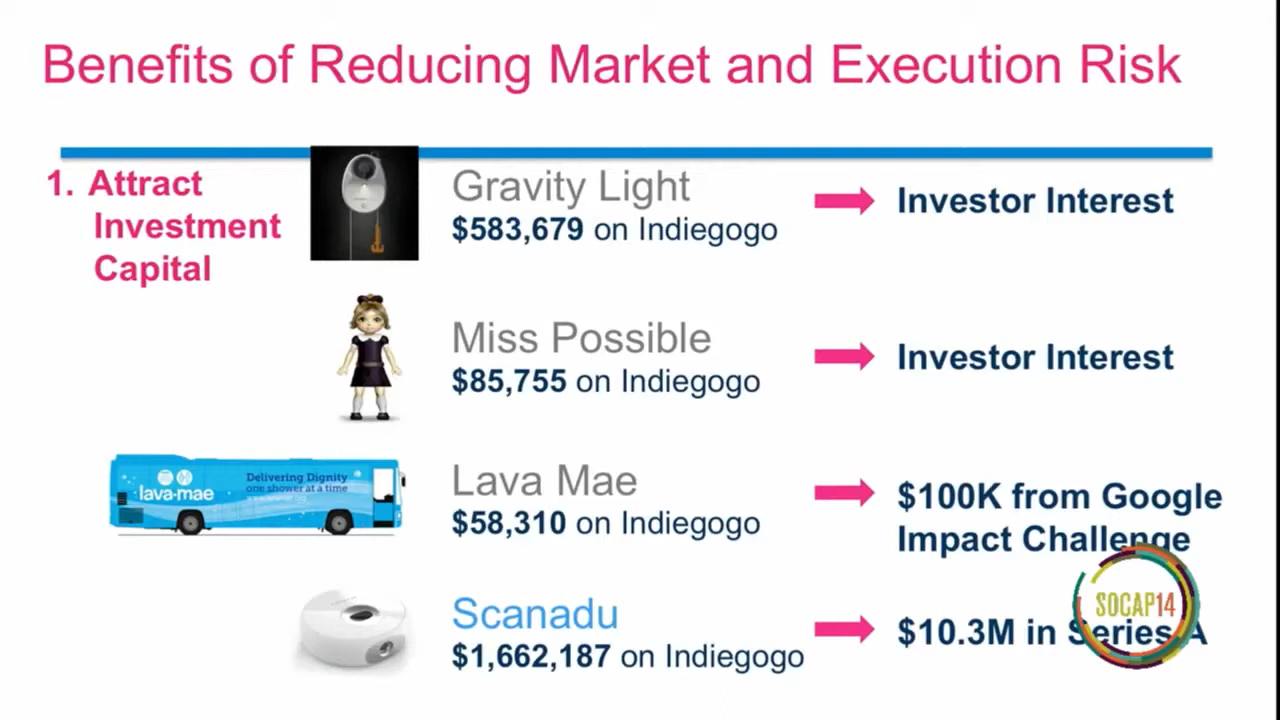 Benefits of Reducing Market and Execution Risk
1. Attract
Investment
Capital
Gravity Light
$583,679 on Indiegogo
Investor Interest
Miss Possible
$85,755 on Indiegogo
Investor Interest
lava-mae
Delivering Dignity
one shower at a time
Lava Mae
$58,310 on Indiegogo
$100K from Google
Impact Challenge
Scanadu
$1,662,187 on Indiegogo
$10.3M in Series A
SOCAP14